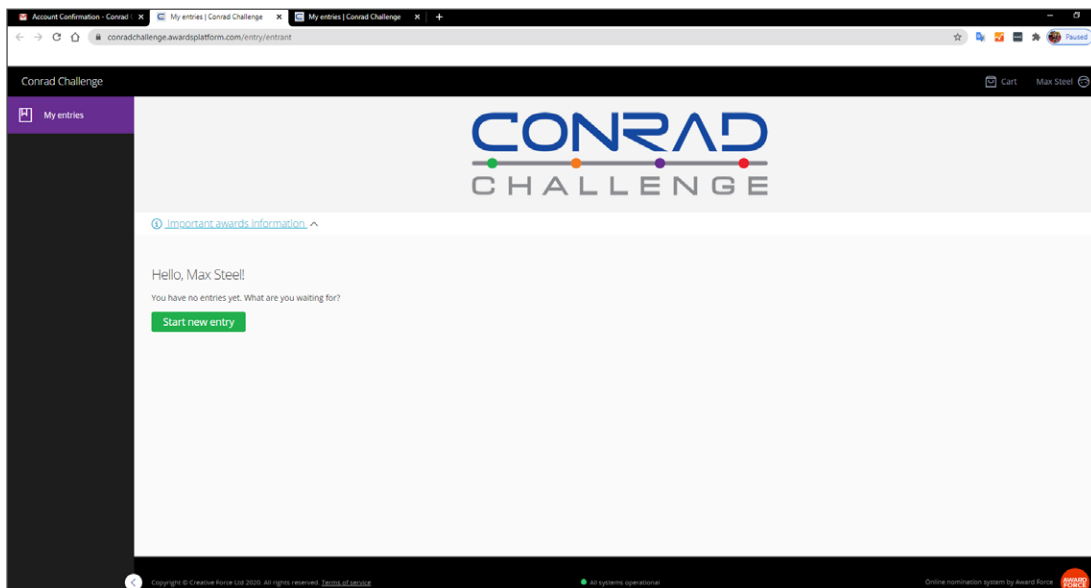 Account Confirmation - Conrad
My entries | Conrad Challenge
My entries | Conrad Challenge
conradchallenge.awardsplatform.com/entry/entrant
Paused
Conrad Challenge
Cart
Max Steel
My entries
CONRAD
CHALLENGE
Important awards information
Hello, Max Steel!
You have no entries yet. What are you waiting for?
Start new entry
Copyright © Creative Force Ltd 2020. All rights reserved. Terms of service
All systems operational
Online nomination system by Award Force
AWARD
FORCE